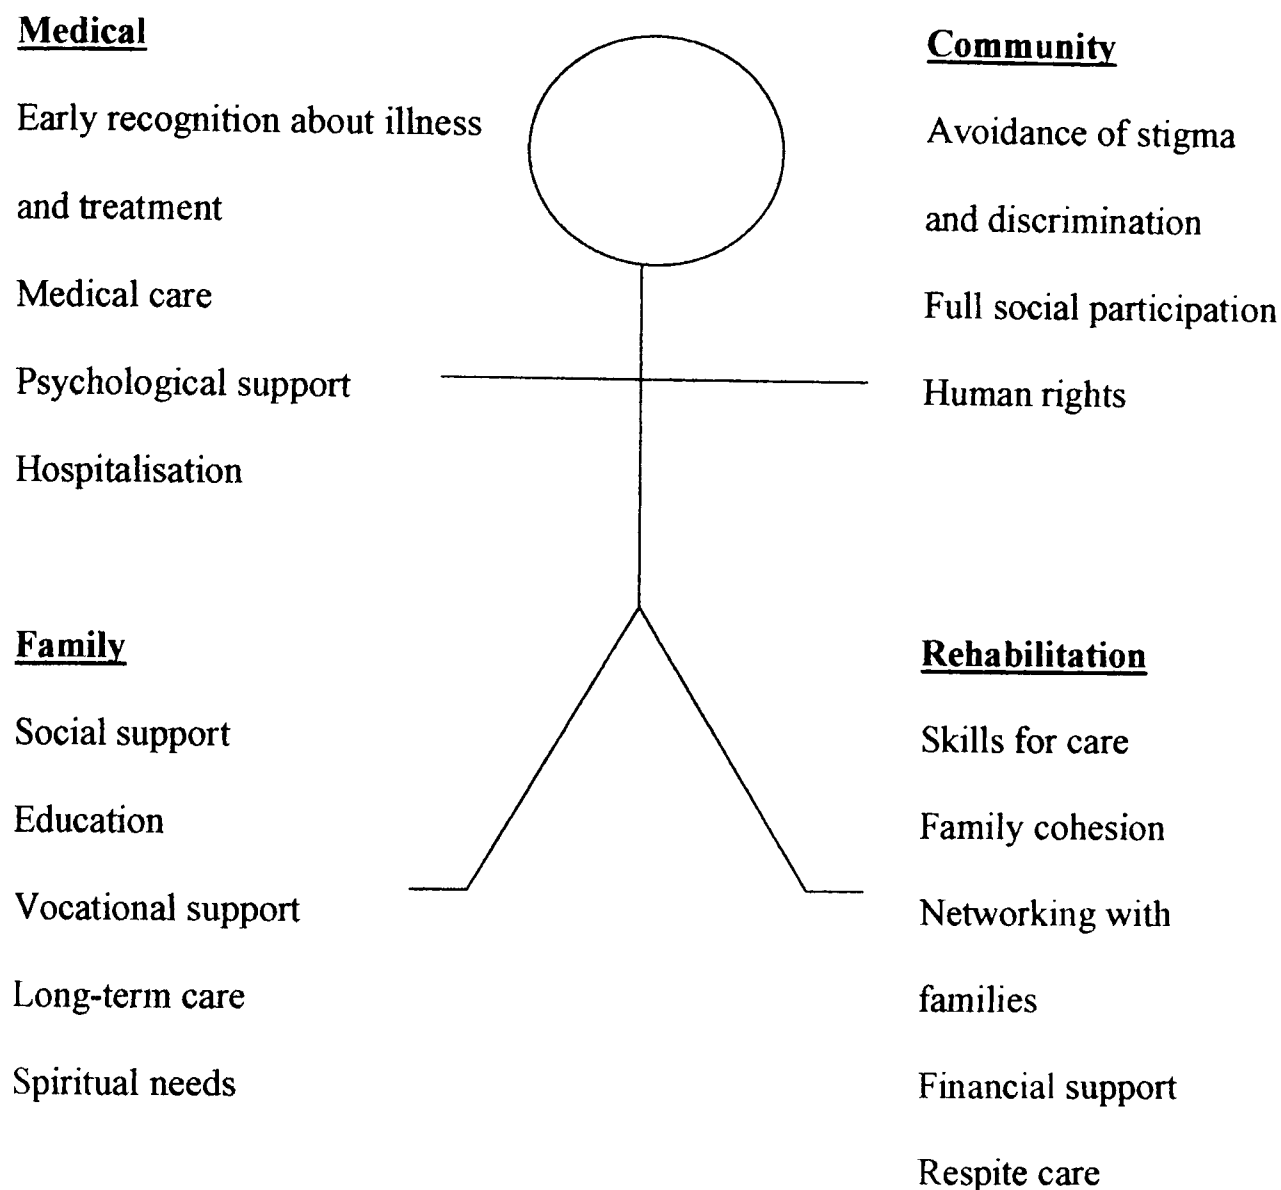 Medical
Early recognition about illness
and treatment
Medical care
Psychological support
Hospitalisation
Community
Avoidance of stigma
and discrimination
Full social participation
Human rights
Family
Social support
Education
Vocational support
Long-term care
Spiritual needs
Rehabilitation
Skills for care
Family cohesion
Networking with
families
Financial support
Respite care